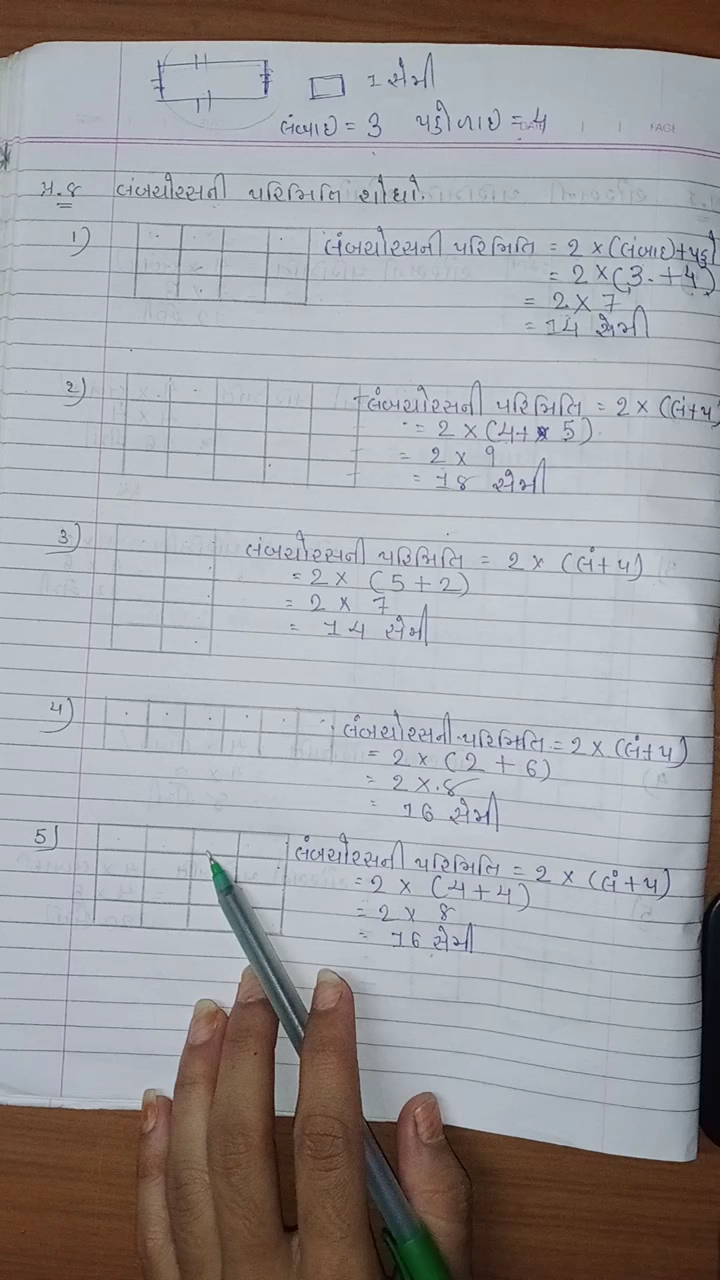 1 સેમી
લંબાઈ = 3 પહોળાઈ = 4
DATE PAGE
પ્ર.8 લંબચોરસની પરિમિતિ શોધો.
1) લંબચોરસની પરિમિતિ = 2 × (લંબાઈ + પહો
= 2 × (3 + 4)
= 2 × 7
= 14 સેમી
2) લંબચોરસની પરિમિતિ = 2 × (લં + પ)
= 2 × (4 + 5)
= 2 × 9
= 18 સેમી
3) લંબચોરસની પરિમિતિ = 2 × (લં + પ)
= 2 × (5 + 2)
= 2 × 7
= 14 સેમી
4) લંબચોરસની પરિમિતિ = 2 × (લં + પ)
= 2 × (2 + 6)
= 2 × 8
= 16 સેમી
5) લંબચોરસની પરિમિતિ = 2 × (લં + પ)
= 2 × (4 + 4)
= 2 × 8
= 16 સેમી